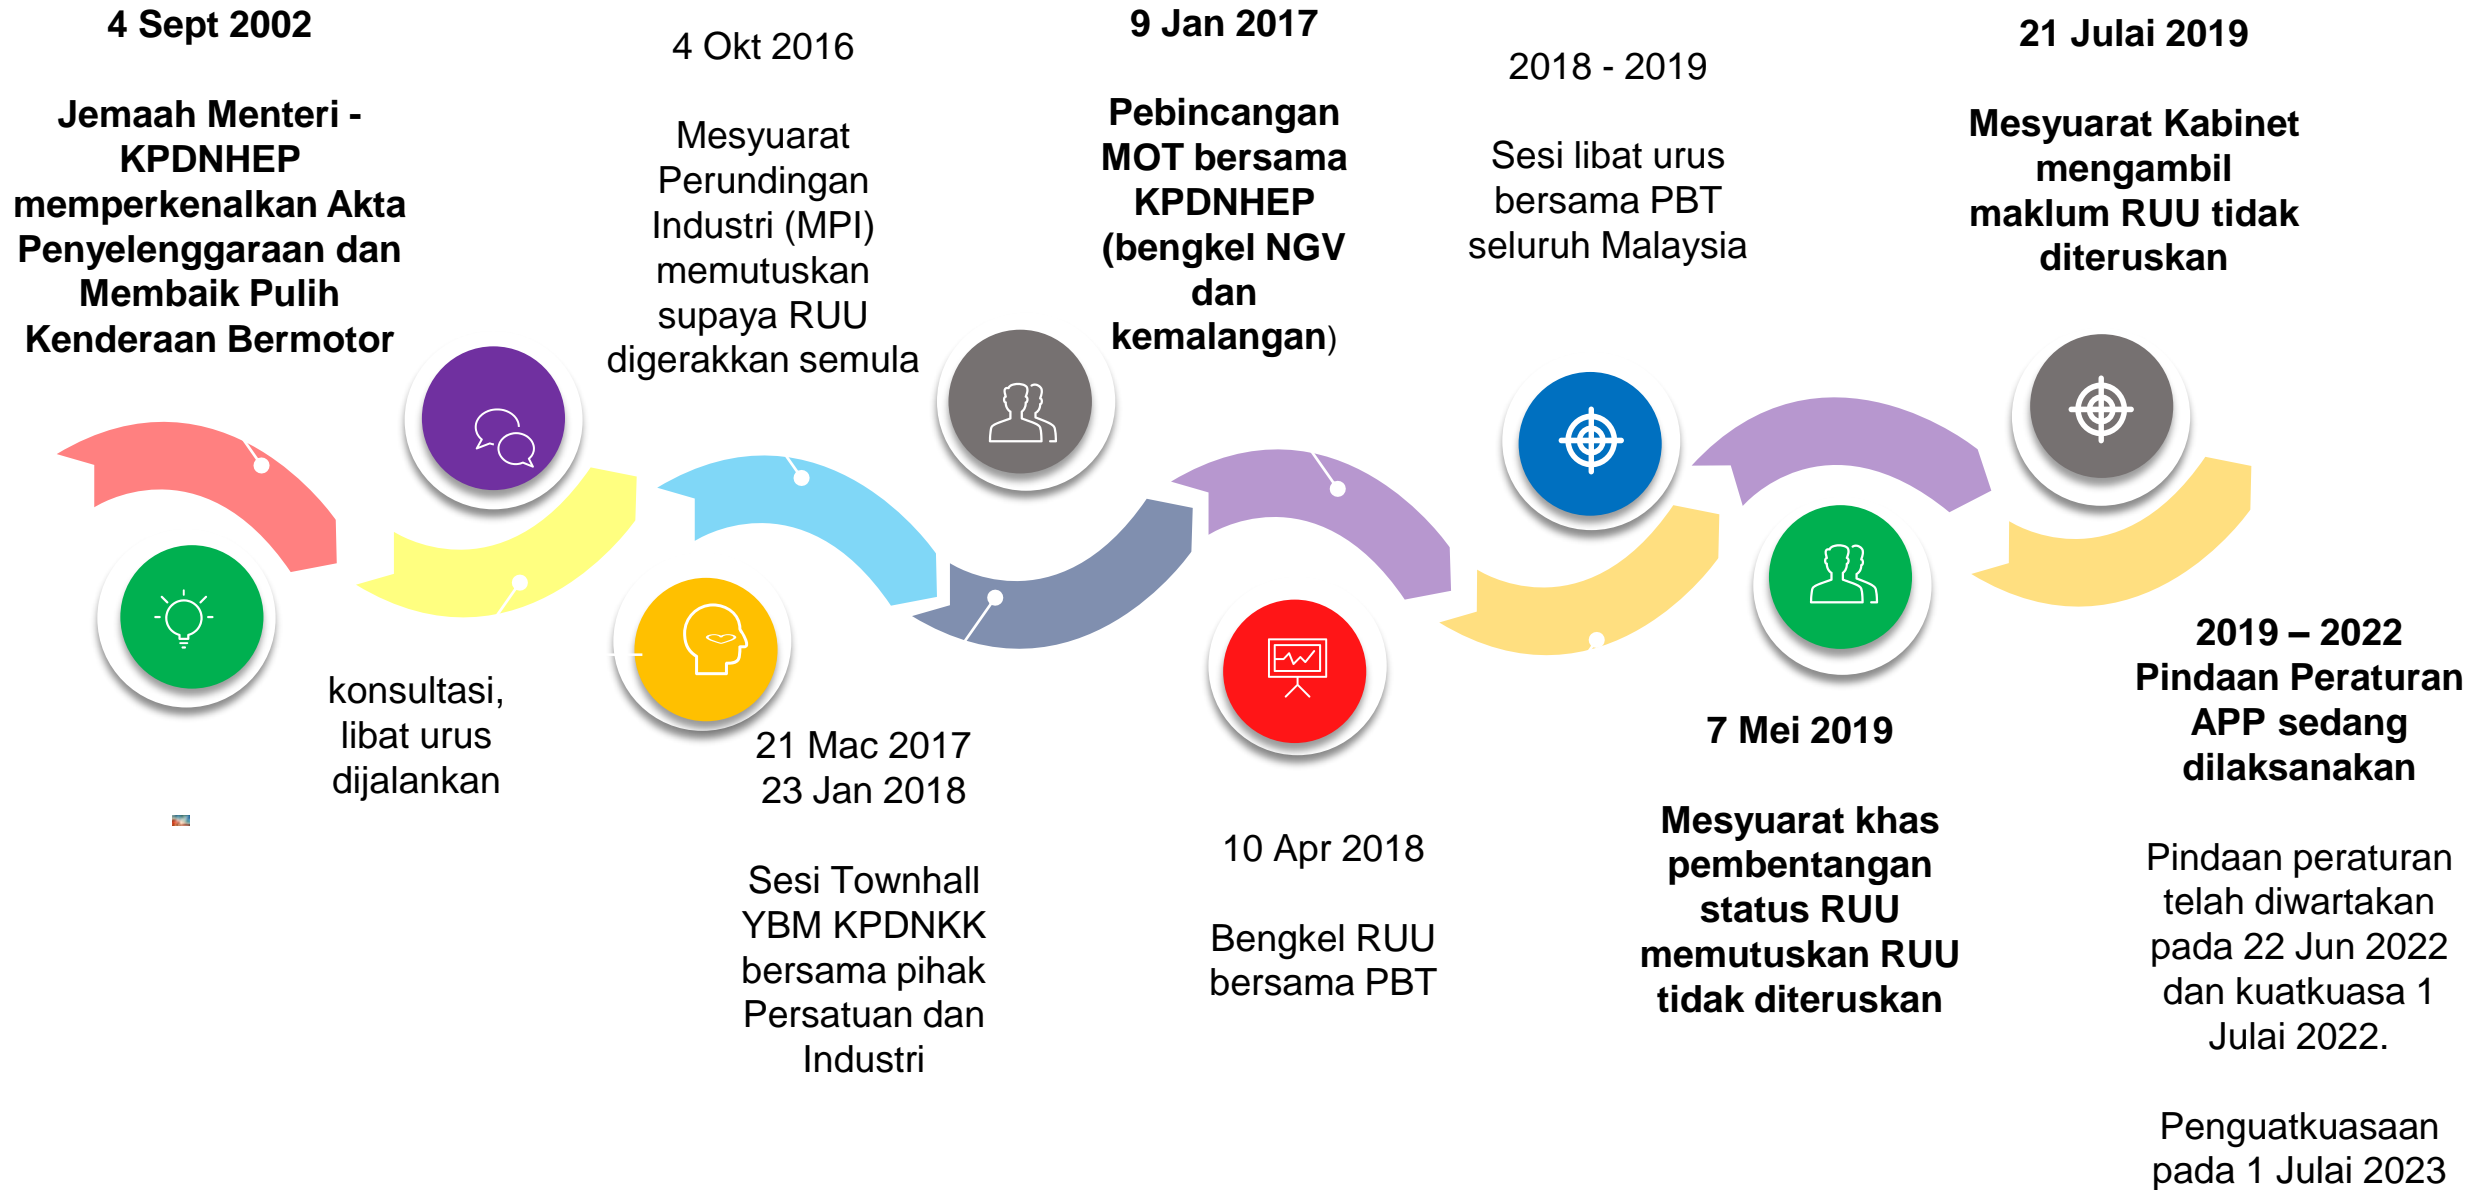 4 Sept 2002
Jemaah Menteri -
KPDNHEP
memperkenalkan Akta
Penyelenggaraan dan
Membaik Pulih
Kenderaan Bermotor
konsultasi,
libat urus
dijalankan
4 Okt 2016
Mesyuarat
Perundingan
Industri (MPI)
memutuskan
supaya RUU
digerakkan semula
21 Mac 2017
23 Jan 2018
Sesi Townhall
YBM KPDNKK
bersama pihak
Persatuan dan
Industri
9 Jan 2017
Pebincangan
MOT bersama
KPDNHEP
(bengkel NGV
dan
kemalangan)
10 Apr 2018
Bengkel RUU
bersama PBT
2018 - 2019
Sesi libat urus
bersama PBT
seluruh Malaysia
7 Mei 2019
Mesyuarat khas
pembentangan
status RUU
memutuskan RUU
tidak diteruskan
21 Julai 2019
Mesyuarat Kabinet
mengambil
maklum RUU tidak
diteruskan
2019 – 2022
Pindaan Peraturan
APP sedang
dilaksanakan
Pindaan peraturan
telah diwartakan
pada 22 Jun 2022
dan kuatkuasa 1
Julai 2022.
Penguatkuasaan
pada 1 Julai 2023